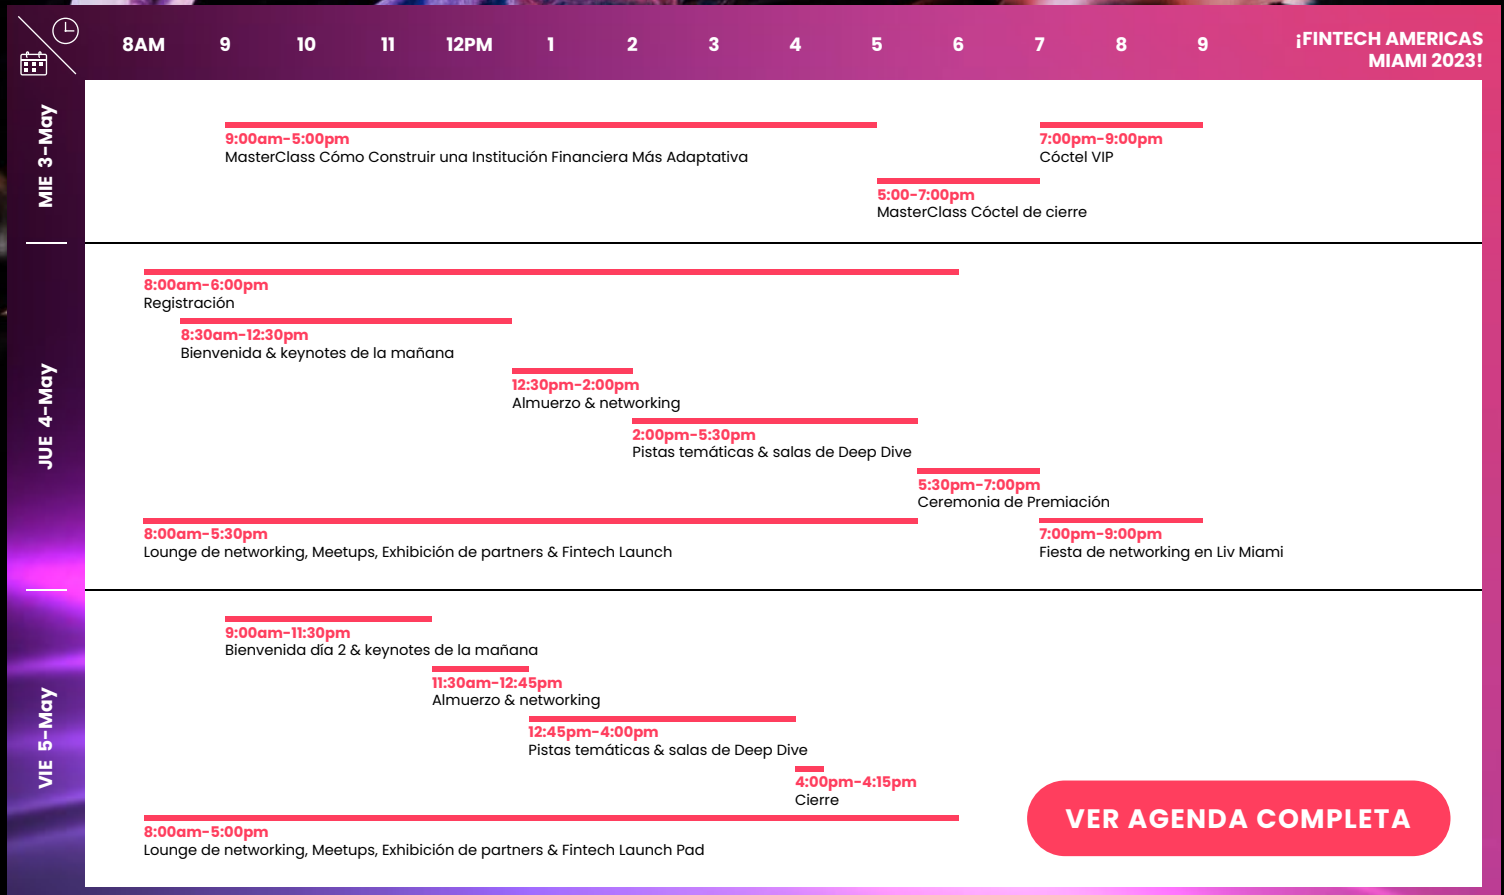 8AM 9 10 11 12PM 1 2 3 4 5 6 7 8 9
¡FINTECH AMERICAS
MIAMI 2023!
MIE 3-May
9:00am-5:00pm
MasterClass Cómo Construir una Institución Financiera Más Adaptativa
7:00pm-9:00pm
Cóctel VIP
5:00-7:00pm
MasterClass Cóctel de cierre
JUE 4-May
8:00am-6:00pm
Registración
8:30am-12:30pm
Bienvenida & keynotes de la mañana
12:30pm-2:00pm
Almuerzo & networking
2:00pm-5:30pm
Pistas temáticas & salas de Deep Dive
5:30pm-7:00pm
Ceremonia de Premiación
8:00am-5:30pm
Lounge de networking, Meetups, Exhibición de partners & Fintech Launch
7:00pm-9:00pm
Fiesta de networking en Liv Miami
VIE 5-May
9:00am-11:30pm
Bienvenida día 2 & keynotes de la mañana
11:30am-12:45pm
Almuerzo & networking
12:45pm-4:00pm
Pistas temáticas & salas de Deep Dive
4:00pm-4:15pm
Cierre
8:00am-5:00pm
Lounge de networking, Meetups, Exhibición de partners & Fintech Launch Pad
VER AGENDA COMPLETA